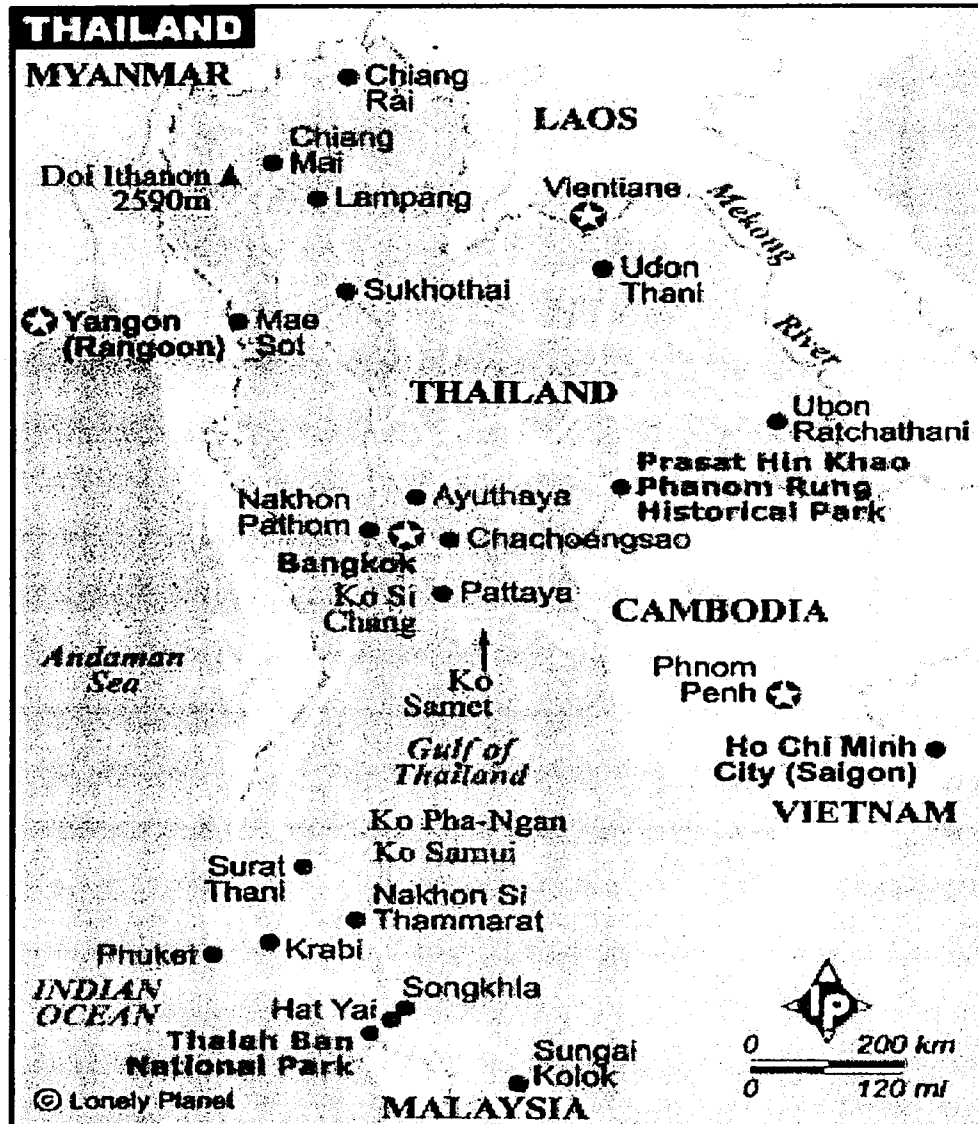 THAILAND
MYANMAR
Chiang
Rai
LAOS
Chiang
Mai
Doi Ithanon
2590m
Lampang
Vientiane
Mekong
River
Udon
Thani
Sukhothai
Yangon
(Rangoon)
Mae
Sot
THAILAND
Ubon
Ratchathani
Prasat Hin Khao
Phanom Rung
Historical Park
Ayuthaya
Nakhon
Pathom
Chachoengsao
Bangkok
Ko Si
Chang
Pattaya
CAMBODIA
Andaman
Sea
Ko
Samet
Phnom
Penh
Gulf of
Thailand
Ho Chi Minh
City (Saigon)
VIETNAM
Ko Pha-Ngan
Ko Samui
Surat
Thani
Nakhon Si
Thammarat
Phuket
Krabi
INDIAN
OCEAN
Songkhla
Hat Yai
Thalah Ban
National Park
Sungai
Kolok
lp
0 200 km
0 120 mi
© Lonely Planet
MALAYSIA